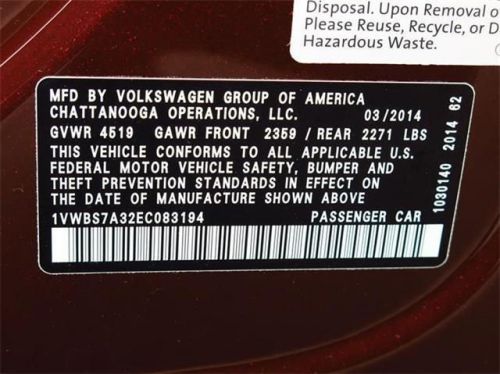 Disposal. Upon Removal o
Please Reuse, Recycle, or D
Hazardous Waste.
MFD BY VOLKSWAGEN GROUP OF AMERICA
CHATTANOOGA OPERATIONS, LLC. 03/2014
GVWR 4519 GAWR FRONT 2359 / REAR 2271 LBS
THIS VEHICLE CONFORMS TO ALL APPLICABLE U.S.
FEDERAL MOTOR VEHICLE SAFETY, BUMPER AND
THEFT PREVENTION STANDARDS IN EFFECT ON
THE DATE OF MANUFACTURE SHOWN ABOVE
1VWBS7A32EC083194 PASSENGER CAR
1030140 2014 62